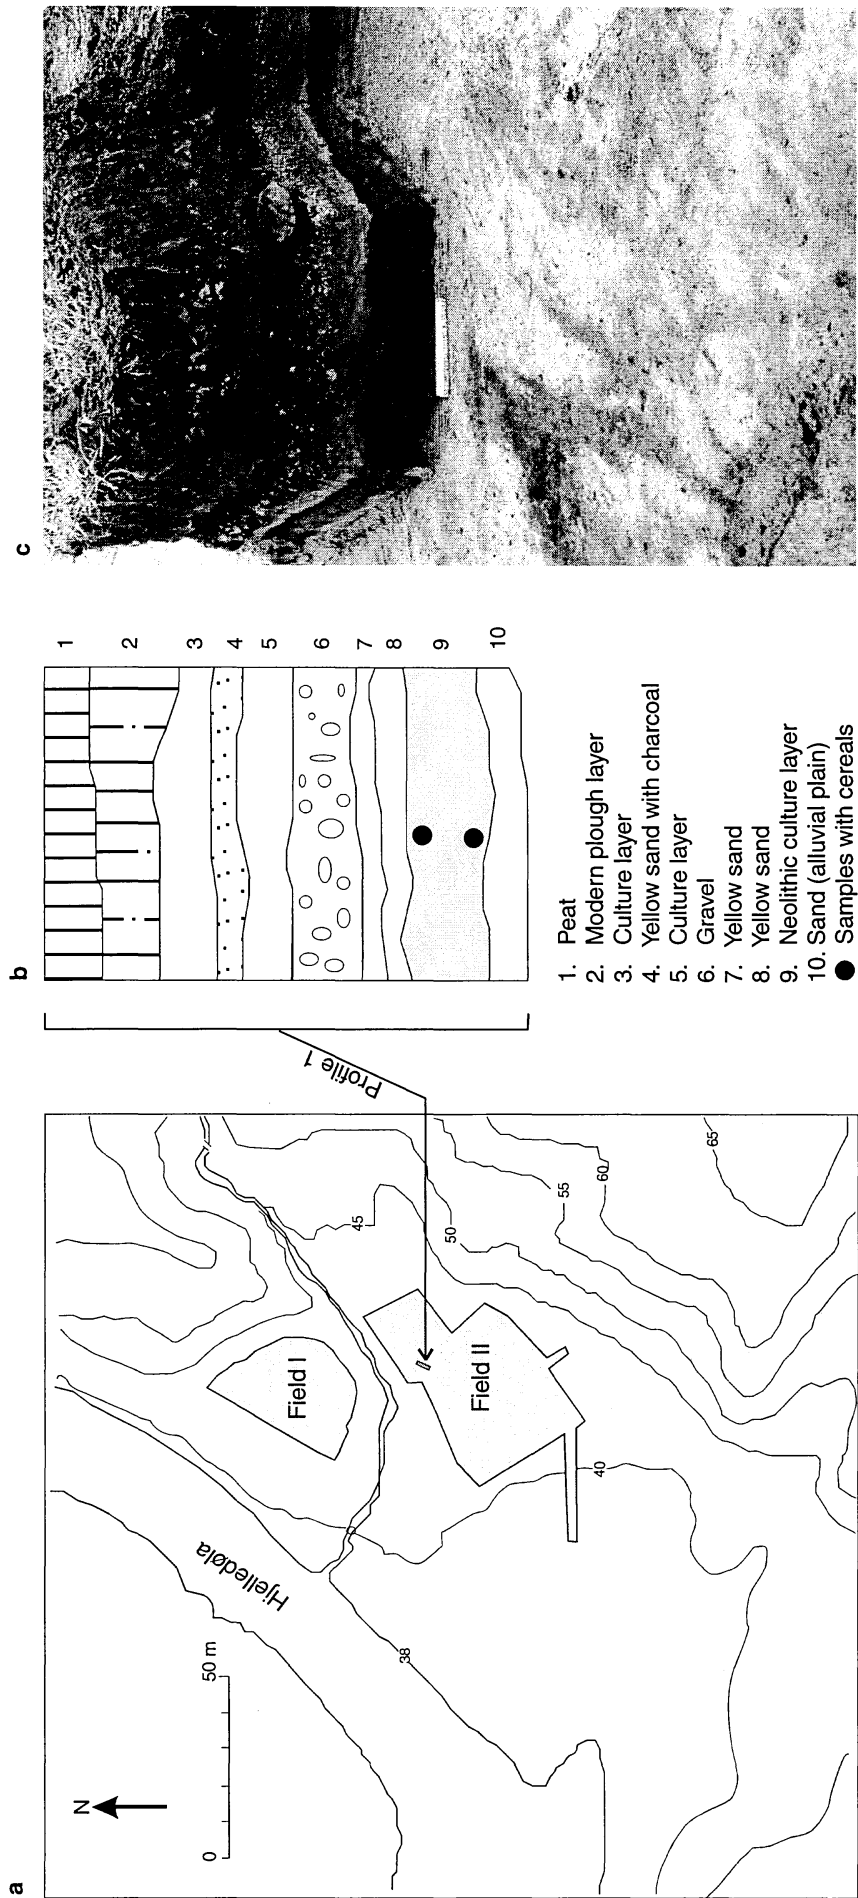 a
N
0 50 m
Hjelledøla
Field I
Field II
38
40
45
50
55
60
65
Profile 1
b
1
2
3
4
5
6
7
8
9
10
1. Peat
2. Modern plough layer
3. Culture layer
4. Yellow sand with charcoal
5. Culture layer
6. Gravel
7. Yellow sand
8. Yellow sand
9. Neolithic culture layer
10. Sand (alluvial plain)
● Samples with cereals
c